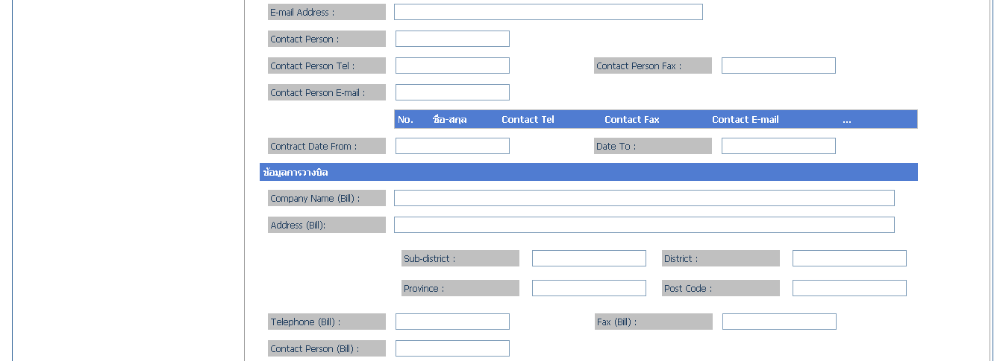 E-mail Address :
Contact Person :
Contact Person Tel : Contact Person Fax :
Contact Person E-mail :
No. ชื่อ-สกุล Contact Tel Contact Fax Contact E-mail ...
Contract Date From : Date To :
ข้อมูลการวางบิล
Company Name (Bill) :
Address (Bill):
Sub-district : District :
Province : Post Code :
Telephone (Bill) : Fax (Bill) :
Contact Person (Bill) :